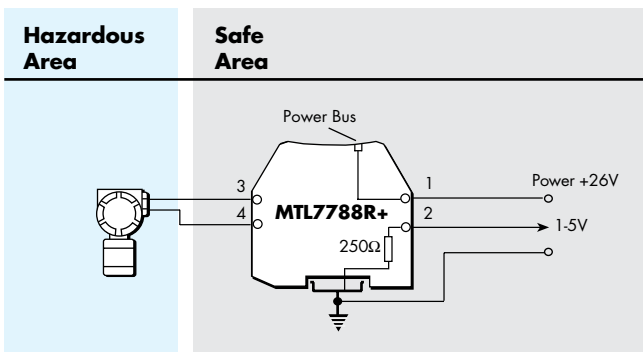 Hazardous
Area
Safe
Area
Power Bus
3
4
MTL7788R+
1
2
250Ω
Power +26V
1-5V